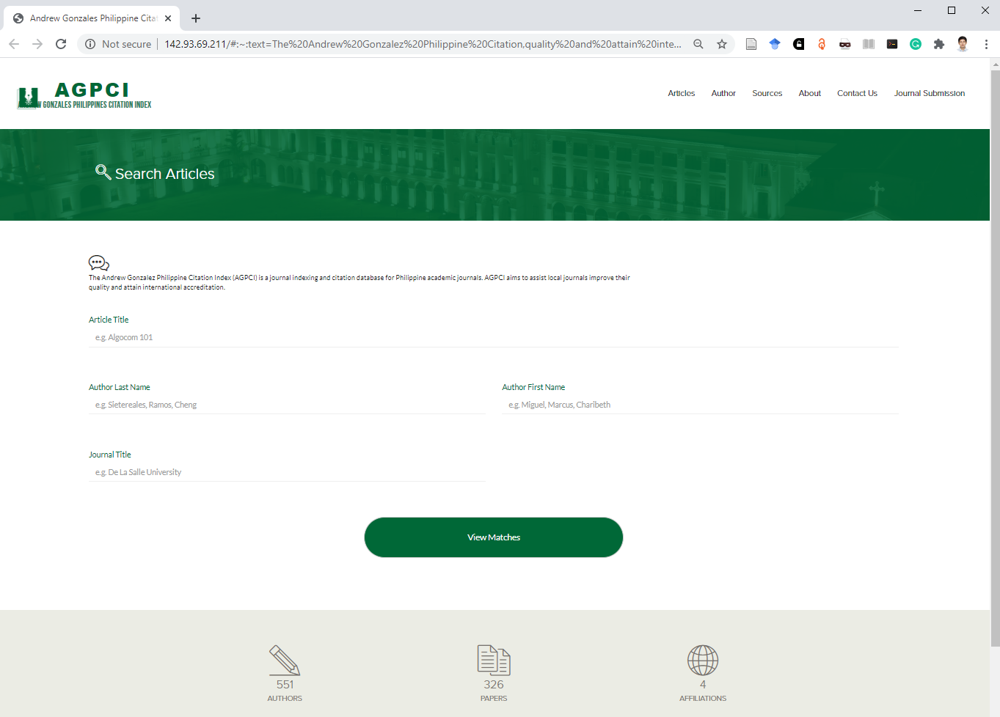 Andrew Gonzales Philippine Cita
Not secure
142.93.69.211/#:~:text=The%20Andrew%20Gonzalez%20Philippine%20Citation,quality%20and%20attain%20inte...
AGPCI
W GONZALES PHILIPPINES CITATION INDEX
Articles Author Sources About Contact Us Journal Submission
Search Articles
The Andrew Gonzalez Philippine Citation Index (AGPCI) is a journal indexing and citation database for Philippine academic journals. AGPCI aims to assist local journals improve their
quality and attain international accreditation.
Article Title
e.g. Algocom 101
Author Last Name Author First Name
e.g. Sietereales, Ramos, Cheng e.g. Miguel, Marcus, Charibeth
Journal Title
e.g. De La Salle University
View Matches
551 326 4
AUTHORS PAPERS AFFILIATIONS